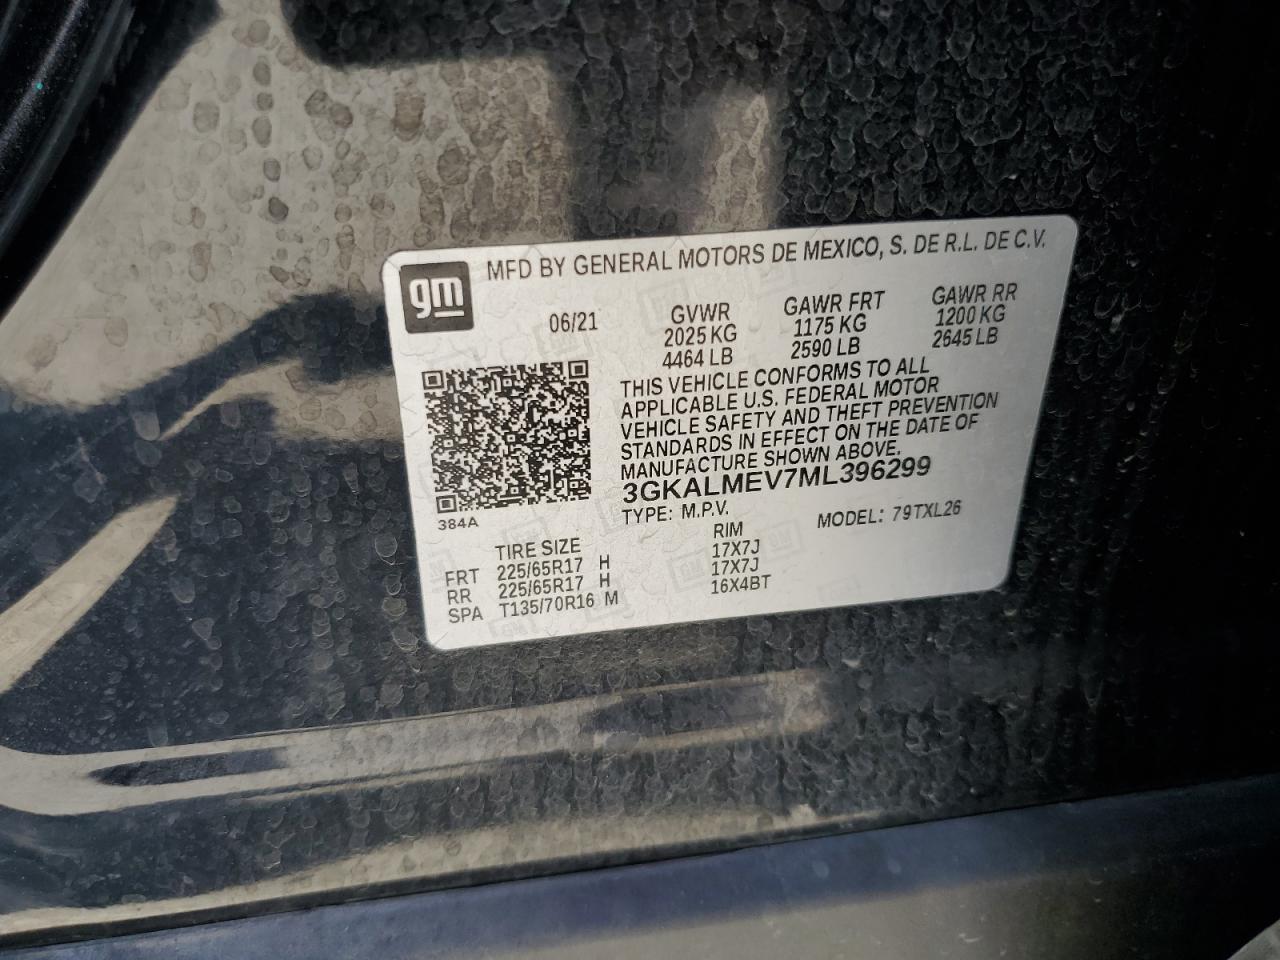 gm
MFD BY GENERAL MOTORS DE MEXICO, S. DE R.L. DE C.V.
06/21
GVWR
2025 KG
4464 LB
GAWR FRT
1175 KG
2590 LB
GAWR RR
1200 KG
2645 LB
THIS VEHICLE CONFORMS TO ALL
APPLICABLE U.S. FEDERAL MOTOR
VEHICLE SAFETY AND THEFT PREVENTION
STANDARDS IN EFFECT ON THE DATE OF
MANUFACTURE SHOWN ABOVE.
3GKALMEV7ML396299
TYPE: M.P.V.
MODEL: 79TXL26
384A
TIRE SIZE RIM
FRT 225/65R17 H 17X7J
RR 225/65R17 H 17X7J
SPA T135/70R16 M 16X4BT